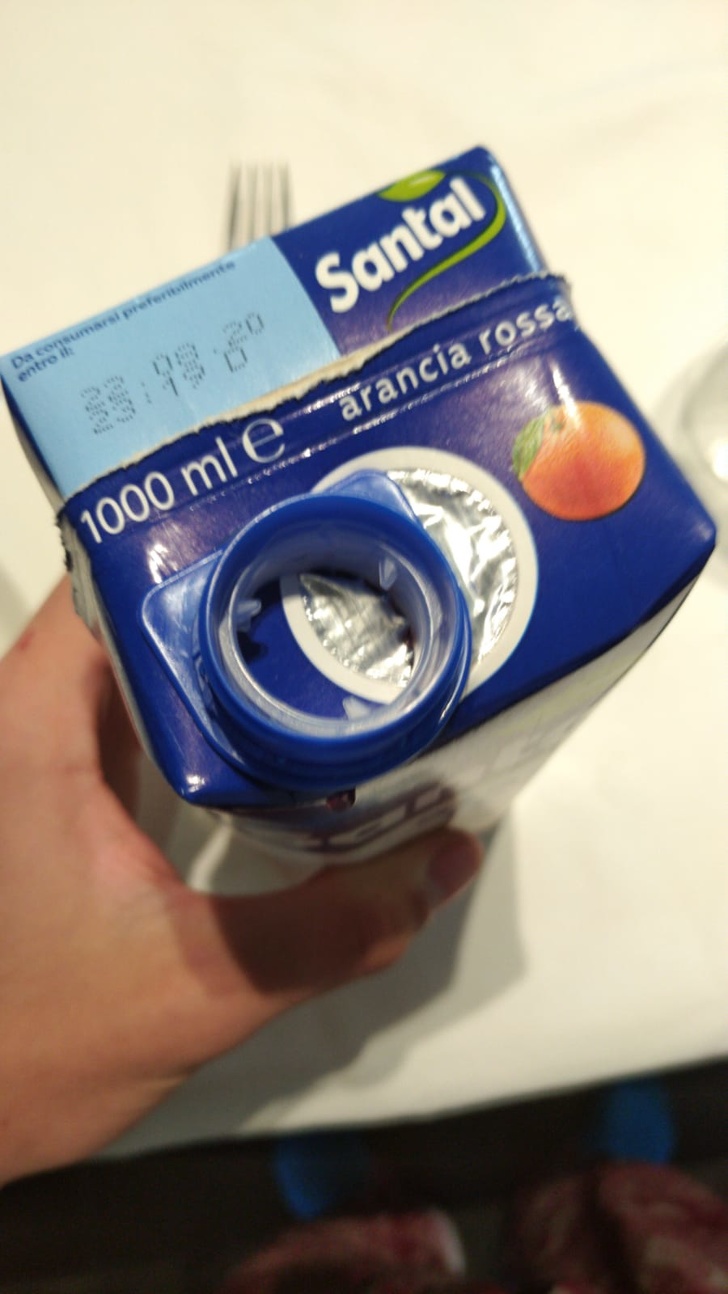 Santal
Da consumarsi preferibilmente
entro il:
arancia rossa
1000 ml e